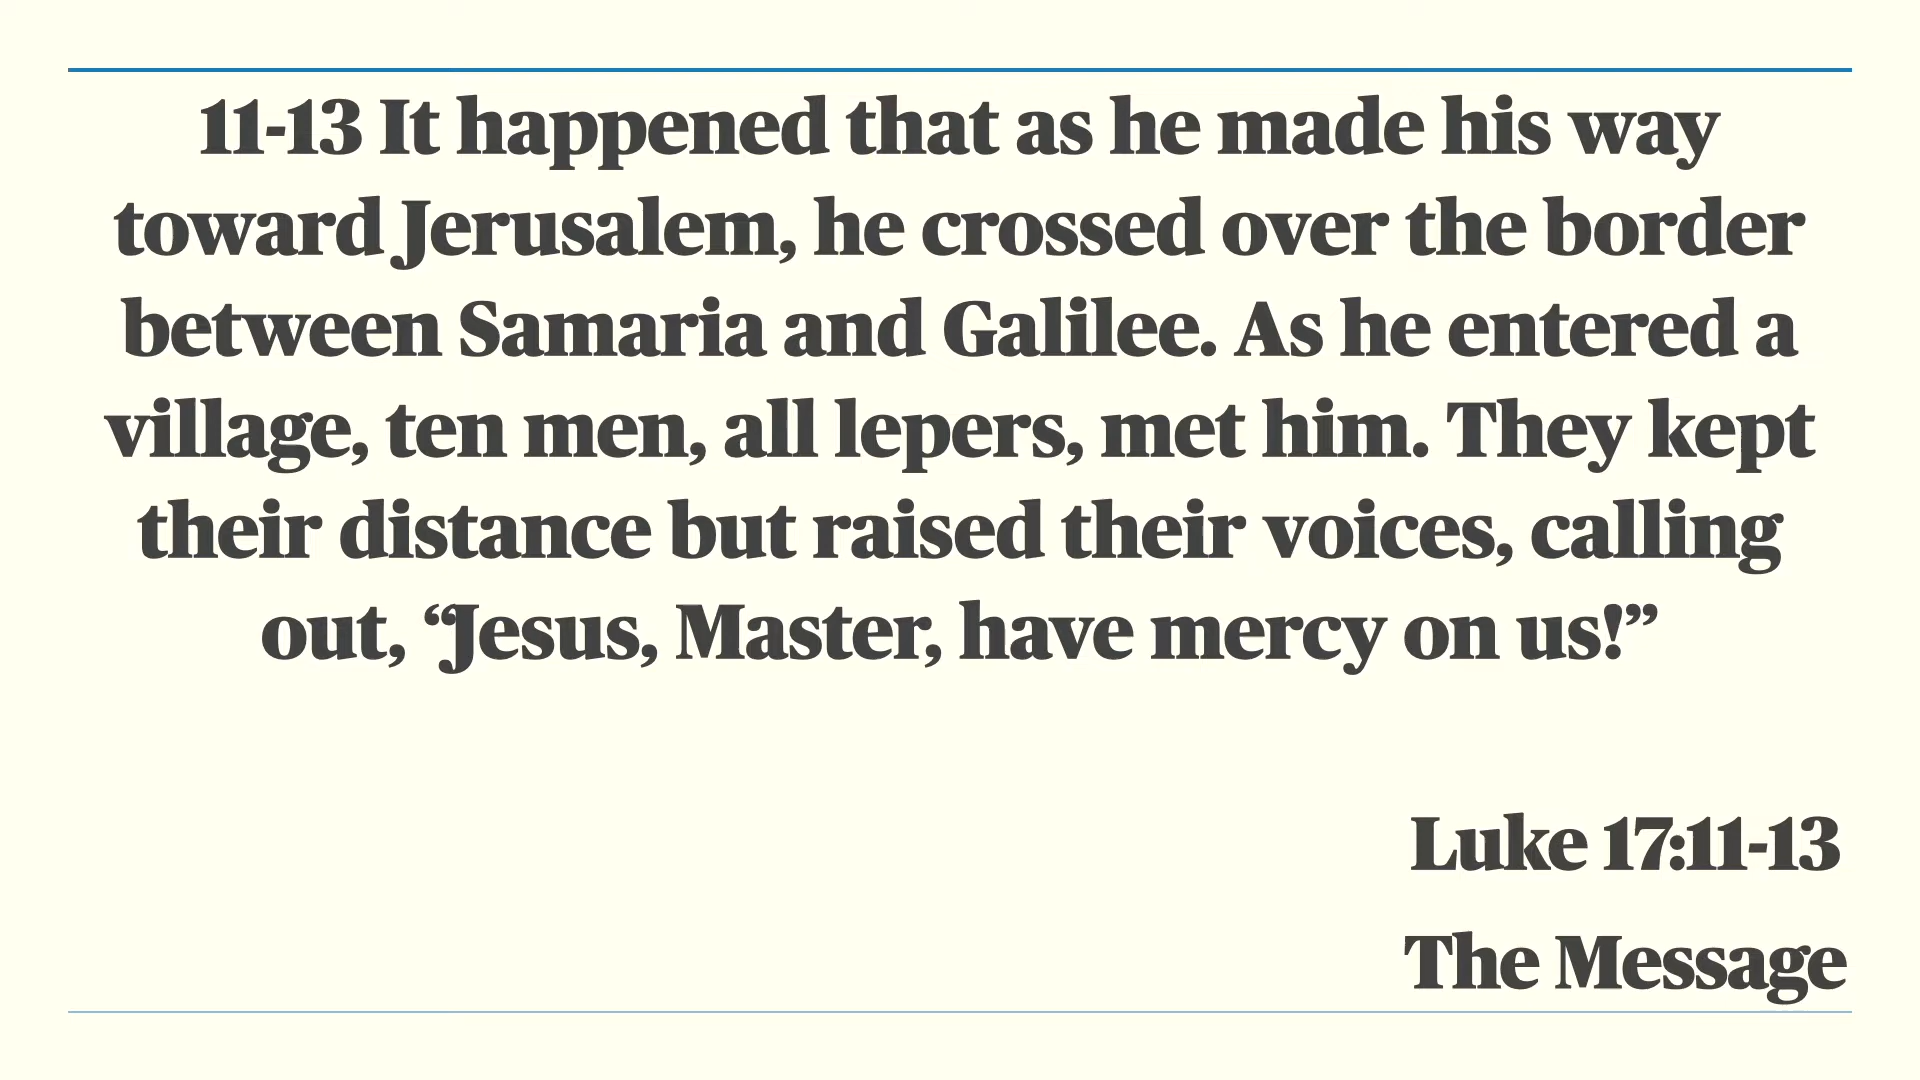 11-13 It happened that as he made his way
toward Jerusalem, he crossed over the border
between Samaria and Galilee. As he entered a
village, ten men, all lepers, met him. They kept
their distance but raised their voices, calling
out, “Jesus, Master, have mercy on us!”
Luke 17:11-13
The Message